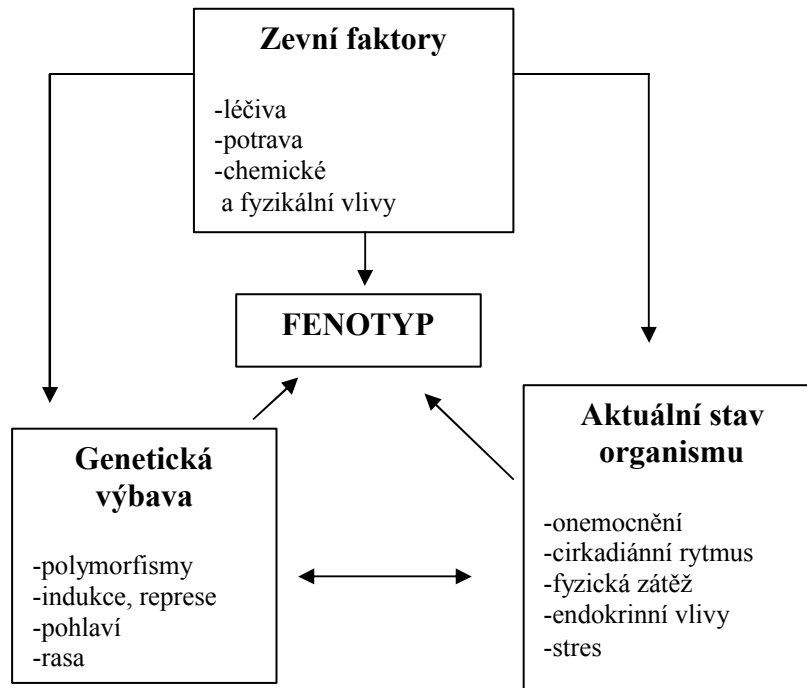 Zevní faktory
-léčiva
-potrava
-chemické
a fyzikální vlivy
FENOTYP
Genetická
výbava
-polymorfismy
-indukce, represe
-pohlaví
-rasa
Aktuální stav
organismu
-onemocnění
-cirkadiánní rytmus
-fyzická zátěž
-endokrinní vlivy
-stres